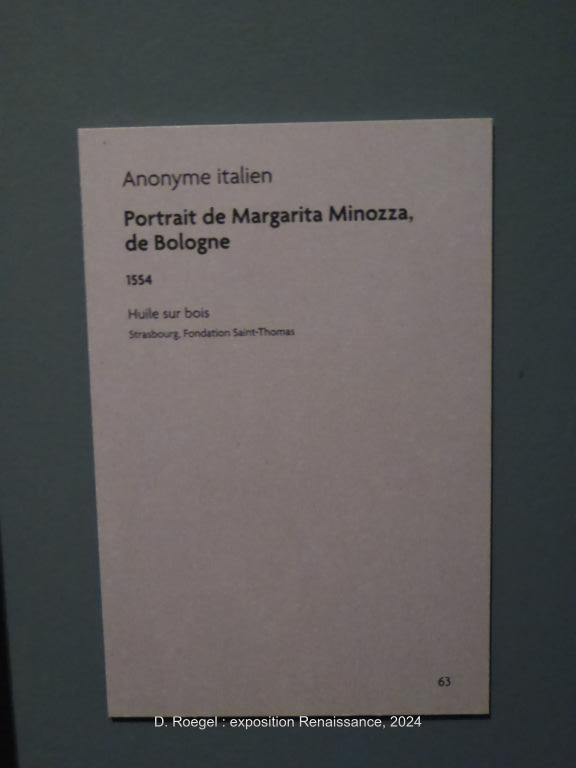 Anonyme italien
Portrait de Margarita Minozza,
de Bologne
1554
Huile sur bois
Strasbourg, Fondation Saint-Thomas
63
D. Roegel : exposition Renaissance, 2024